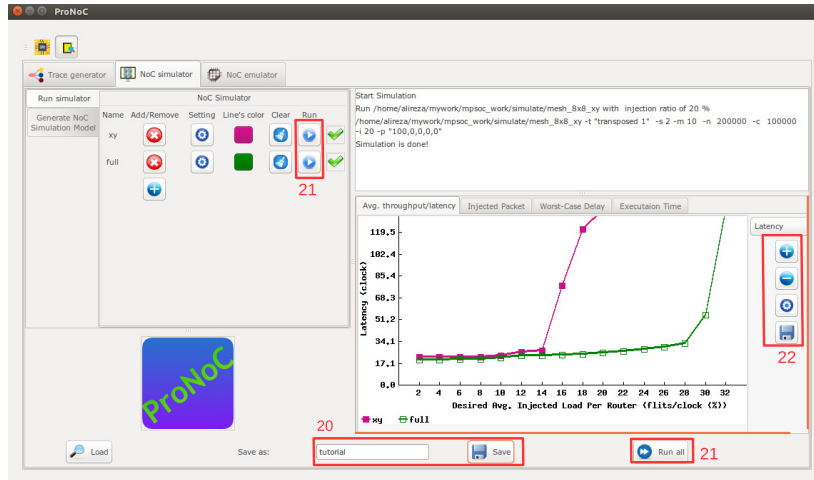 ProNoC
Trace generator
NoC simulator
NoC emulator
Run simulator
Generate NoC
Simulation Model
NoC Simulator
Name Add/Remove Setting Line's color Clear Run
xy
full
21
Start Simulation
Run /home/alireza/mywork/mpsoc_work/simulate/mesh_8x8_xy with injection ratio of 20 %
/home/alireza/mywork/mpsoc_work/simulate/mesh_8x8_xy -t "transposed 1" -s 2 -m 10 -n 200000 -c 100000
-i 20 -p "100,0,0,0,0"
Simulation is done!
Avg. throughput/latency
Injected Packet
Worst-Case Delay
Executaion Time
Latency
Latency (clock)
119,5
102,4
85,4
68,3
51,2
34,1
17,1
0,0
2 4 6 8 10 12 14 16 18 20 22 24 26 28 30 32
Desired Avg. Injected Load Per Router (flits/clock (%))
xy full
22
ProNoC
20
Load
Save as:
tutorial
Save
Run all
21